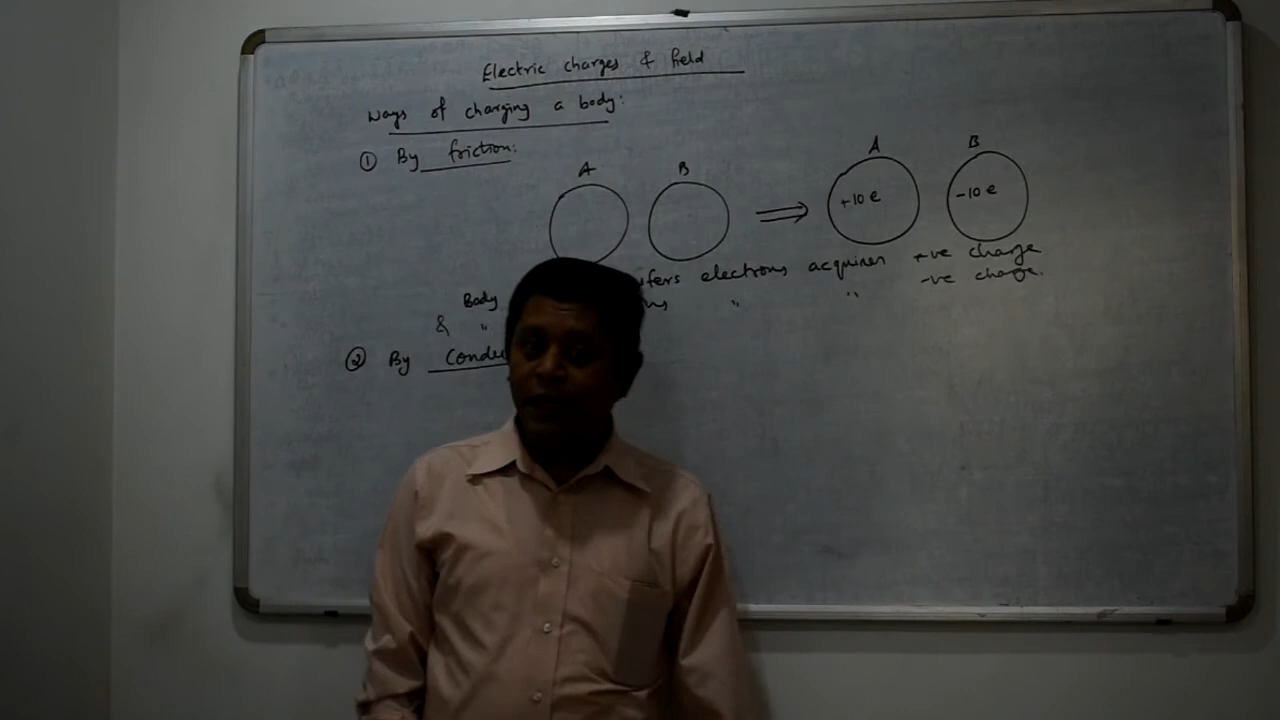 Electric charges & field
Ways of charging a body:
① By friction:
A B A B
+10 e -10 e
Body electrons acquires +ve charge
& " " " -ve charge.
② By